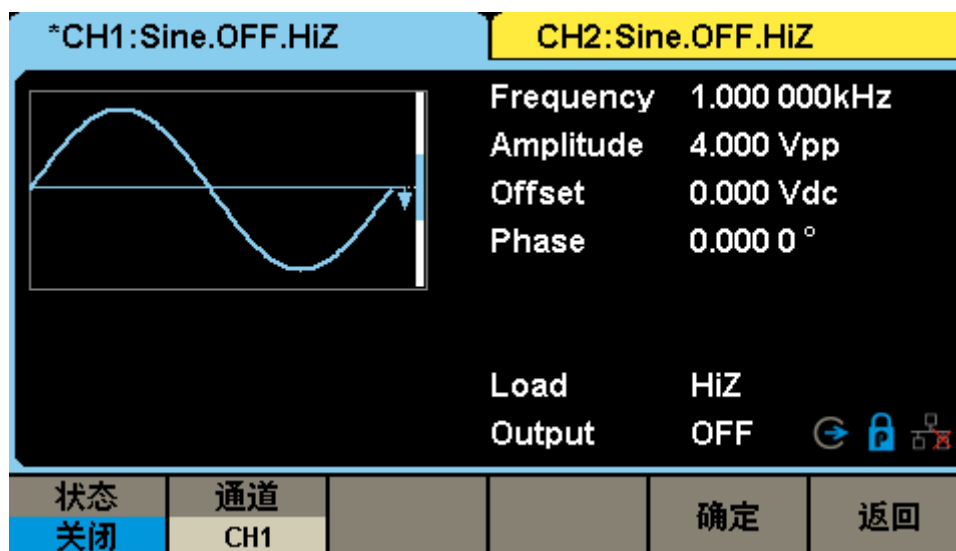 *CH1:Sine.OFF.HiZ
CH2:Sine.OFF.HiZ
Frequency 1.000 000kHz
Amplitude 4.000 Vpp
Offset 0.000 Vdc
Phase 0.000 0 °
Load HiZ
Output OFF
状态 通道 确定 返回
关闭 CH1